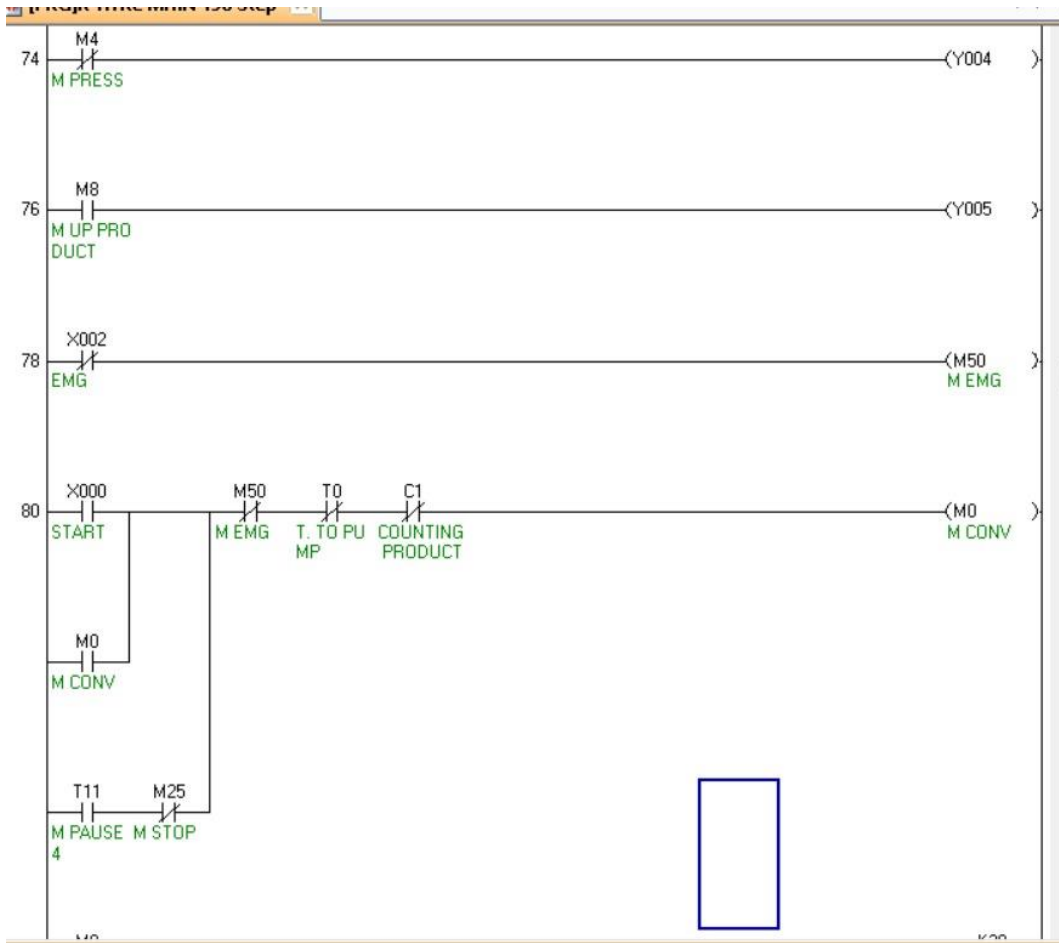 M4
74 (Y004 )
M PRESS
M8
76 (Y005 )
M UP PRO
DUCT
X002
78 (M50 )
EMG M EMG
X000 M50 T0 C1
80 (M0 )
START M EMG T. TO PU COUNTING M CONV
MP PRODUCT
M0
M CONV
T11 M25
M PAUSE M STOP
4